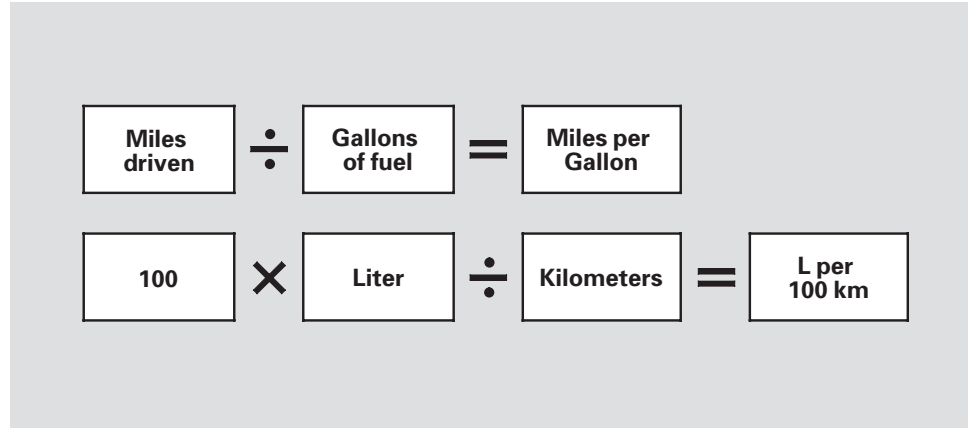 Miles driven ÷ Gallons of fuel = Miles per Gallon
100 × Liter ÷ Kilometers = L per 100 km